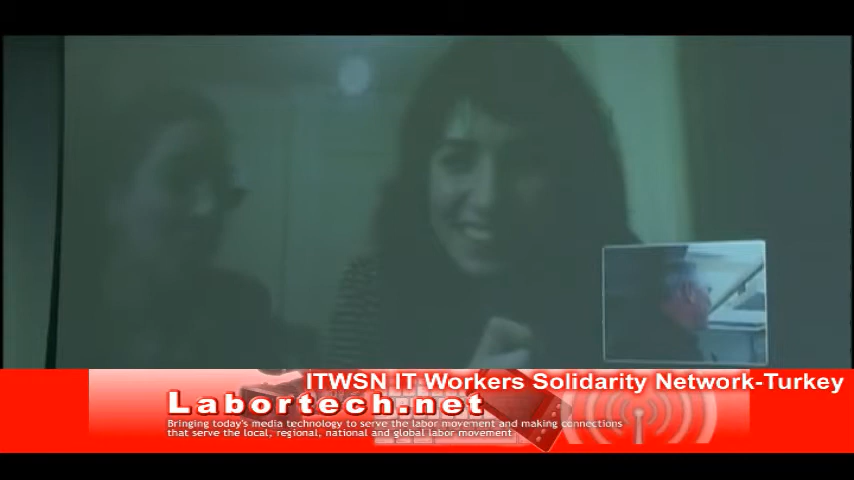 ITWSN IT Workers Solidarity Network-Turkey
Labortech.net
Bringing today's media technology to serve the labor movement and making connections
that serve the local, regional, national and global labor movement